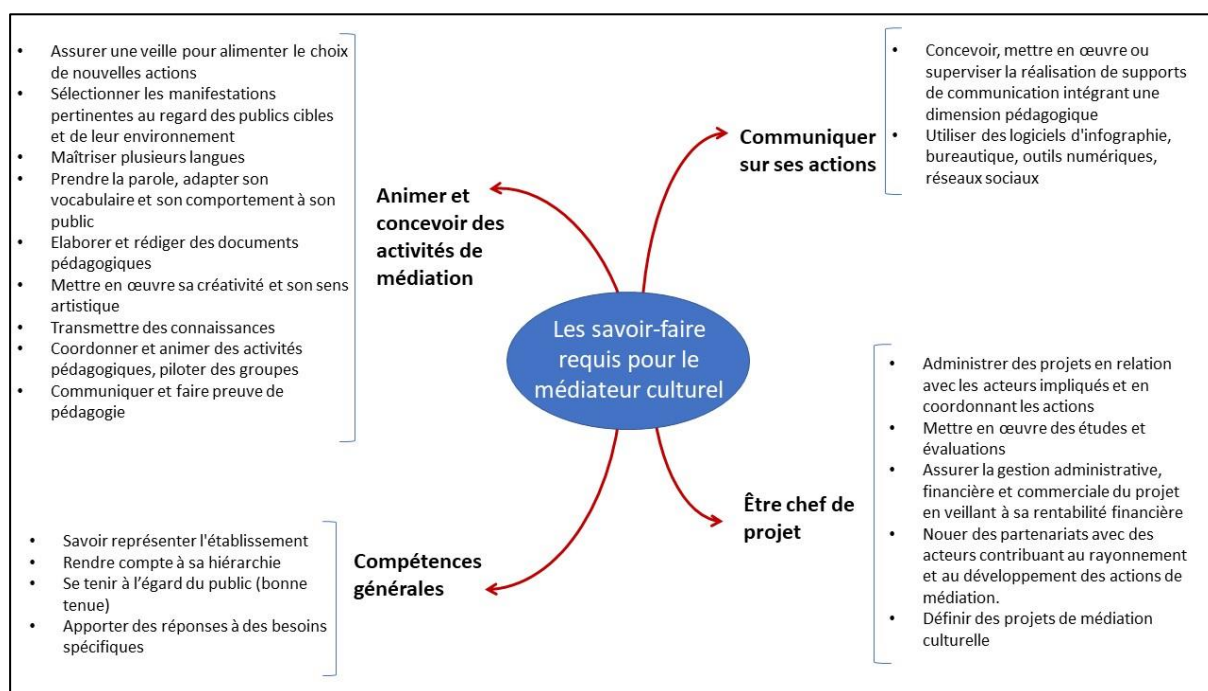 • Assurer une veille pour alimenter le choix
de nouvelles actions
• Sélectionner les manifestations
pertinentes au regard des publics cibles
et de leur environnement
• Maîtriser plusieurs langues
• Prendre la parole, adapter son
vocabulaire et son comportement à son
public
• Elaborer et rédiger des documents
pédagogiques
• Mettre en œuvre sa créativité et son sens
artistique
• Transmettre des connaissances
• Coordonner et animer des activités
pédagogiques, piloter des groupes
• Communiquer et faire preuve de
pédagogie
Animer et
concevoir des
activités de
médiation
Communiquer
sur ses actions
• Concevoir, mettre en œuvre ou
superviser la réalisation de supports
de communication intégrant une
dimension pédagogique
• Utiliser des logiciels d'infographie,
bureautique, outils numériques,
réseaux sociaux
Les savoir-faire
requis pour le
médiateur culturel
• Savoir représenter l'établissement
• Rendre compte à sa hiérarchie
• Se tenir à l’égard du public (bonne
tenue)
• Apporter des réponses à des besoins
spécifiques
Compétences
générales
Être chef de
projet
• Administrer des projets en relation
avec les acteurs impliqués et en
coordonnant les actions
• Mettre en œuvre des études et
évaluations
• Assurer la gestion administrative,
financière et commerciale du projet
en veillant à sa rentabilité financière
• Nouer des partenariats avec des
acteurs contribuant au rayonnement
et au développement des actions de
médiation.
• Définir des projets de médiation
culturelle